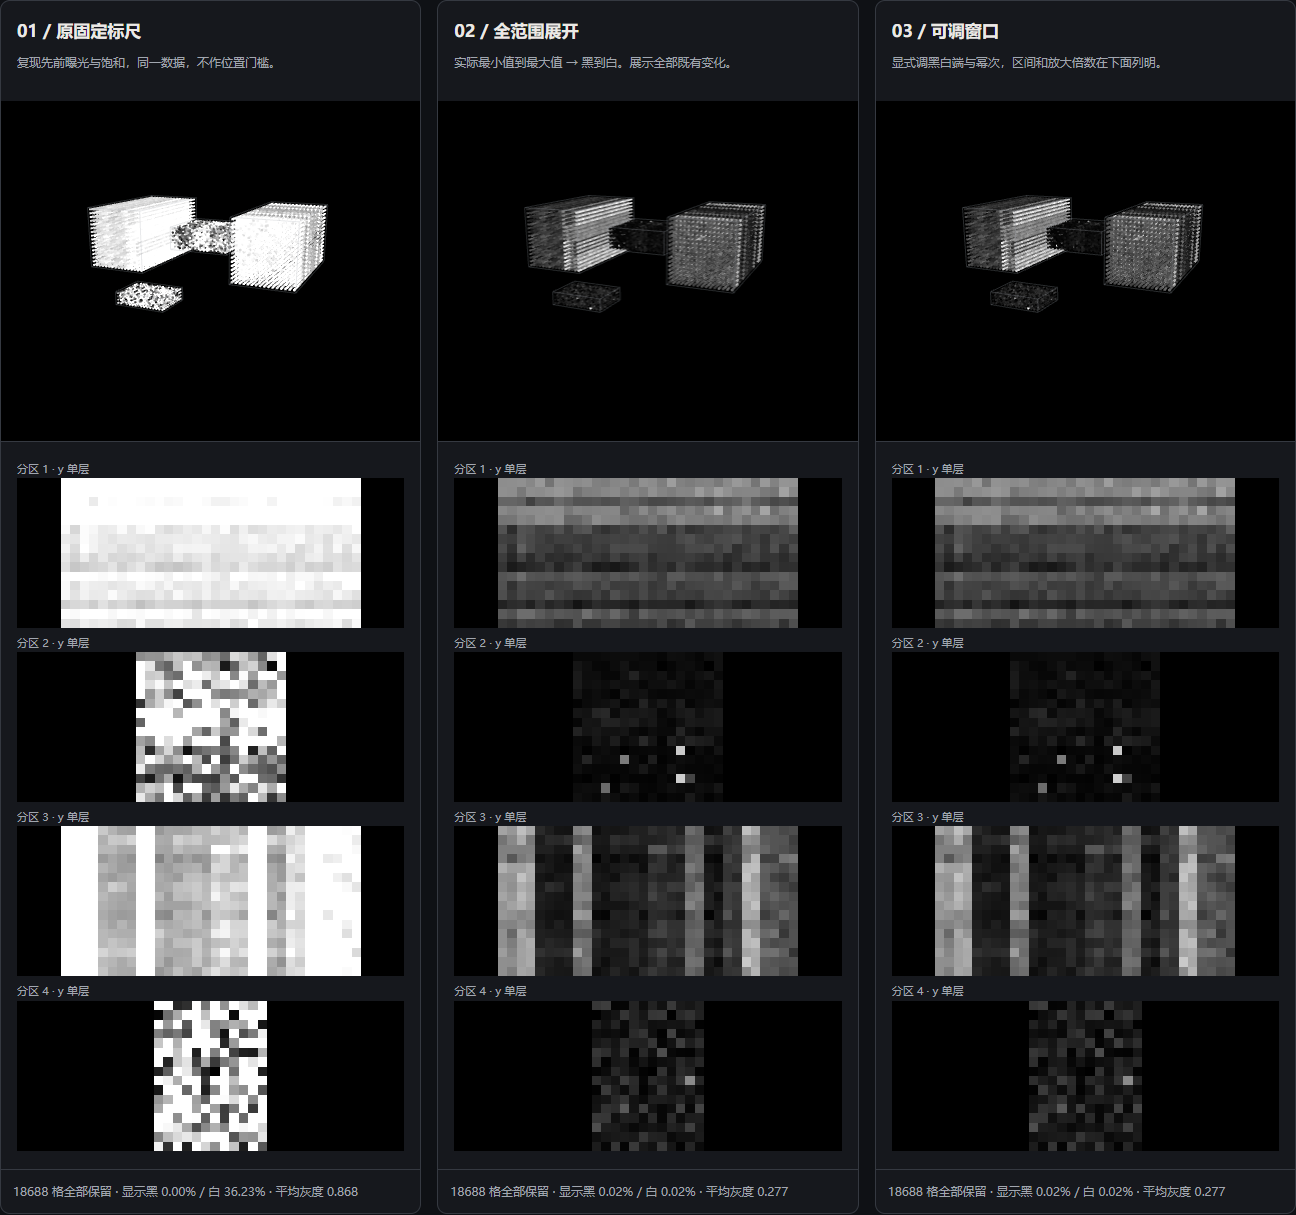 01 / 原固定标尺
复现先前曝光与饱和，同一数据，不作位置门槛。
分区 1 · y 单层
分区 2 · y 单层
分区 3 · y 单层
分区 4 · y 单层
18688 格全部保留 · 显示黑 0.00% / 白 36.23% · 平均灰度 0.868
02 / 全范围展开
实际最小值到最大值 → 黑到白。展示全部既有变化。
分区 1 · y 单层
分区 2 · y 单层
分区 3 · y 单层
分区 4 · y 单层
18688 格全部保留 · 显示黑 0.02% / 白 0.02% · 平均灰度 0.277
03 / 可调窗口
显式调黑白端与幂次，区间和放大倍数在下面列明。
分区 1 · y 单层
分区 2 · y 单层
分区 3 · y 单层
分区 4 · y 单层
18688 格全部保留 · 显示黑 0.02% / 白 0.02% · 平均灰度 0.277